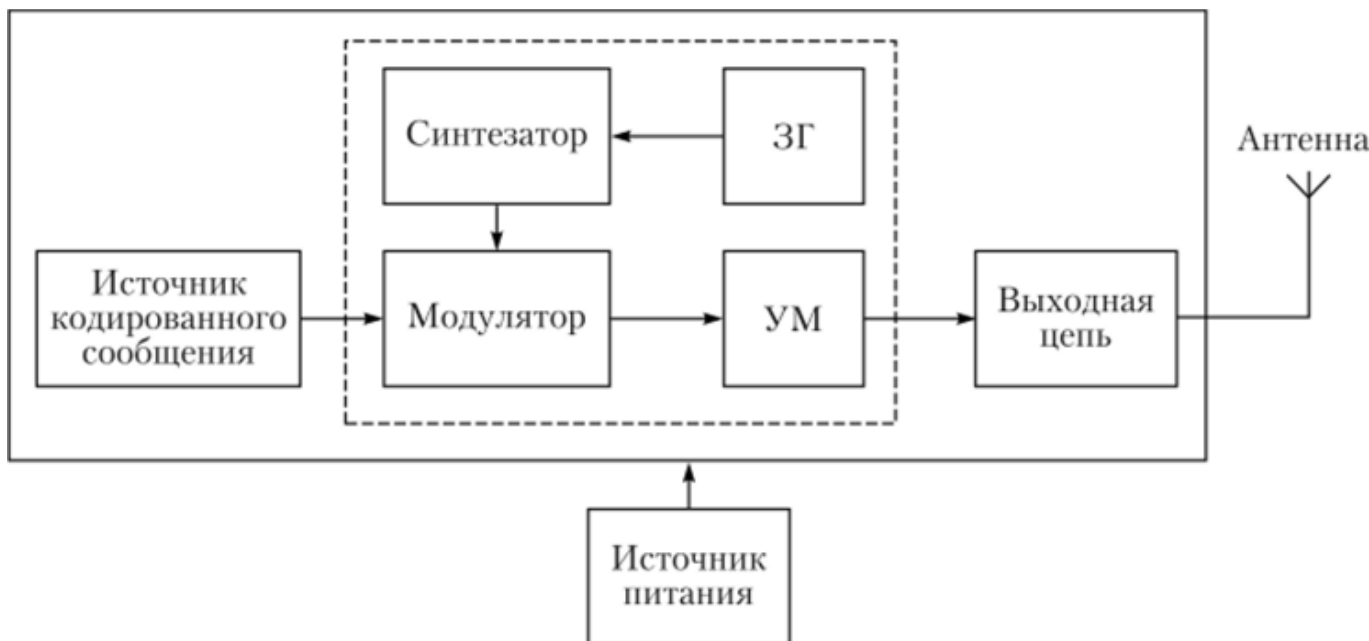 Синтезатор
ЗГ
Антенна
Источник
кодированного
сообщения
Модулятор
УМ
Выходная
цепь
Источник
питания